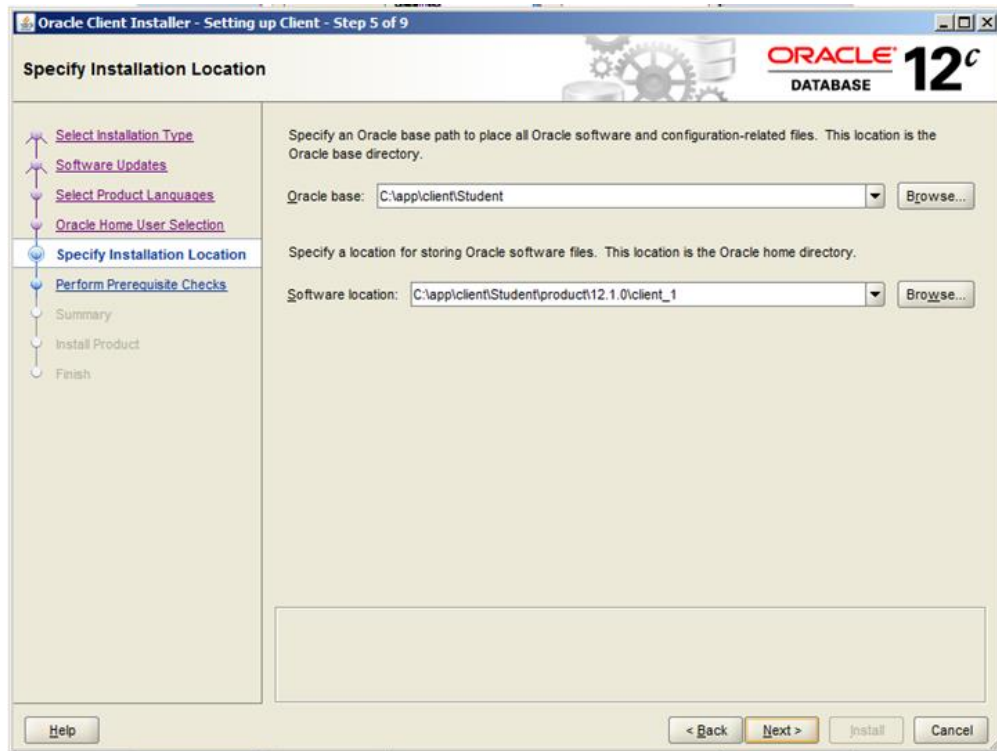 Oracle Client Installer - Setting up Client - Step 5 of 9
Specify Installation Location
ORACLE
DATABASE
12c
Select Installation Type
Software Updates
Select Product Languages
Oracle Home User Selection
Specify Installation Location
Perform Prerequisite Checks
Summary
Install Product
Finish
Specify an Oracle base path to place all Oracle software and configuration-related files. This location is the
Oracle base directory.
Oracle base: C:\app\client\Student Browse...
Specify a location for storing Oracle software files. This location is the Oracle home directory.
Software location: C:\app\client\Student\product\12.1.0\client_1 Browse...
Help < Back Next > Install Cancel